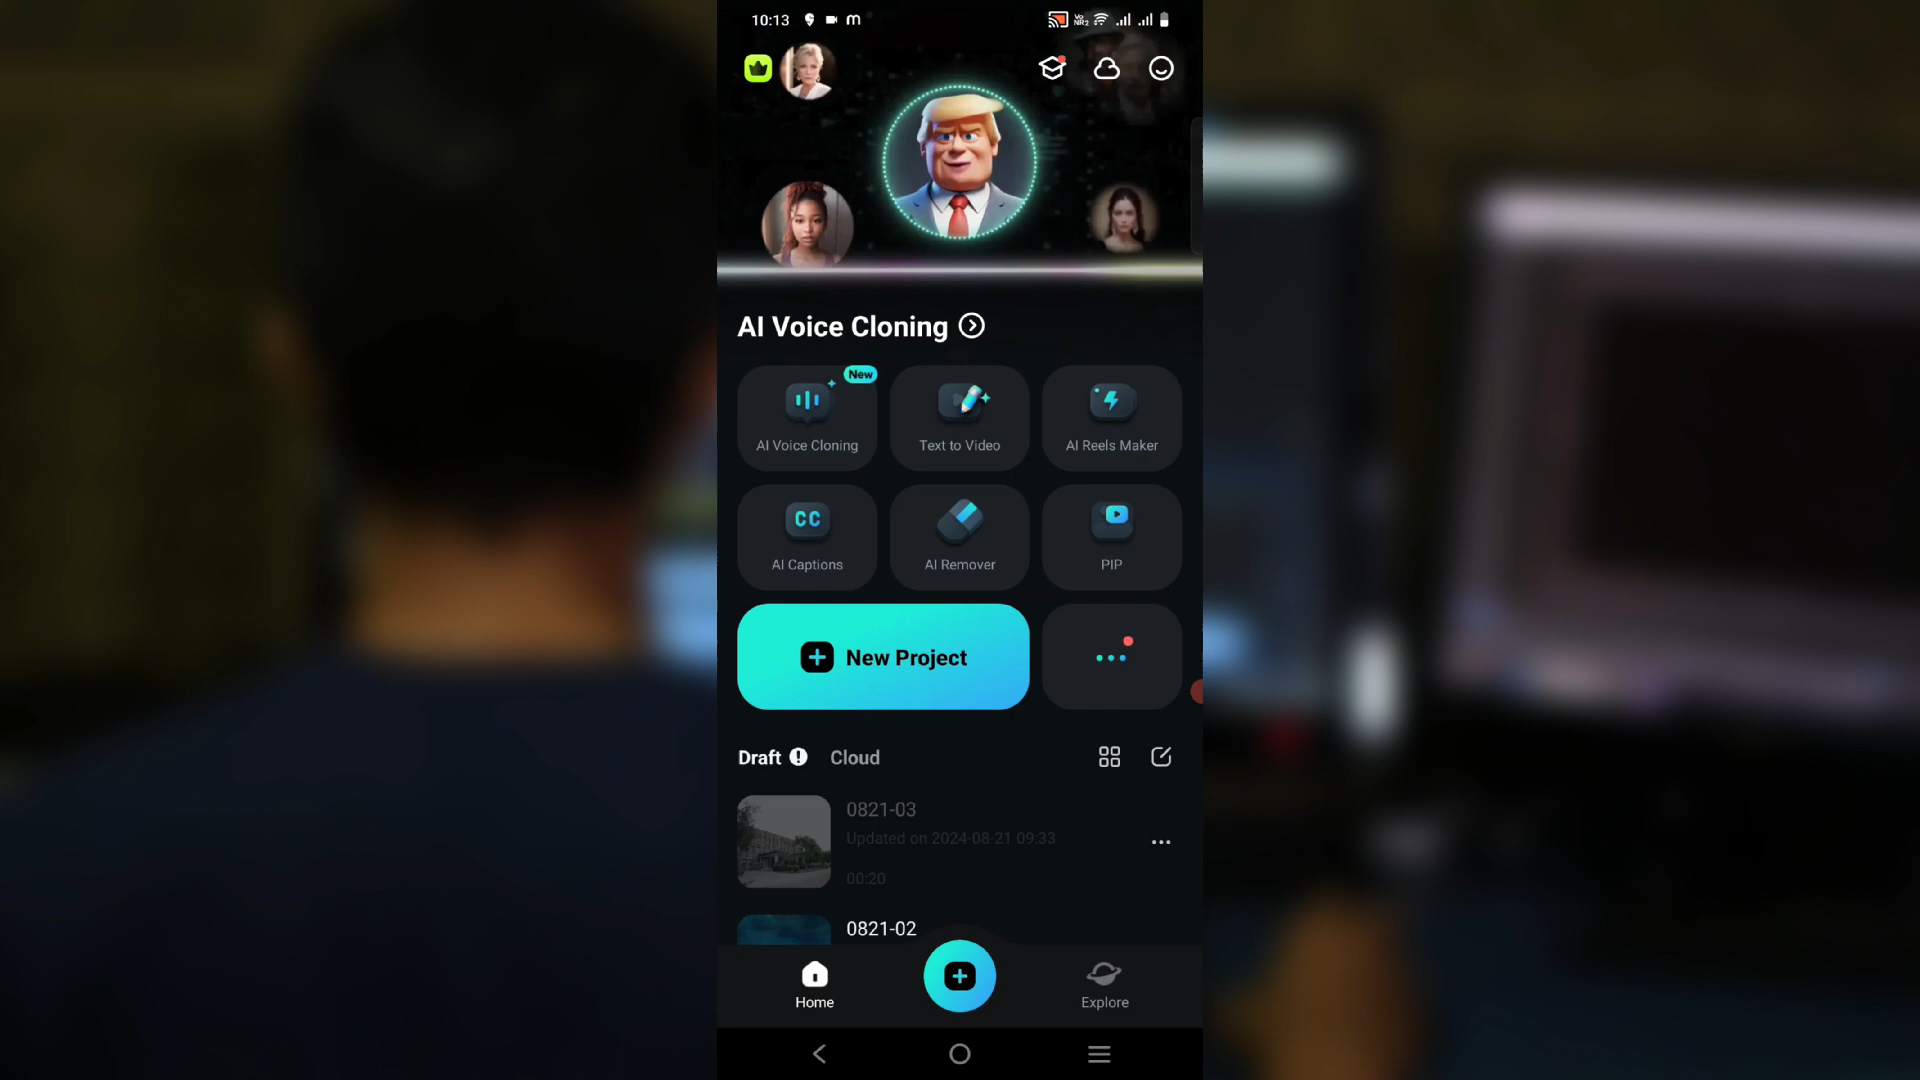 10:13
Vo
NR2
AI Voice Cloning
New
AI Voice Cloning
Text to Video
AI Reels Maker
CC
AI Captions
AI Remover
PIP
New Project
Draft
Cloud
0821-03
Updated on 2024-08-21 09:33
00:20
0821-02
Home
Explore